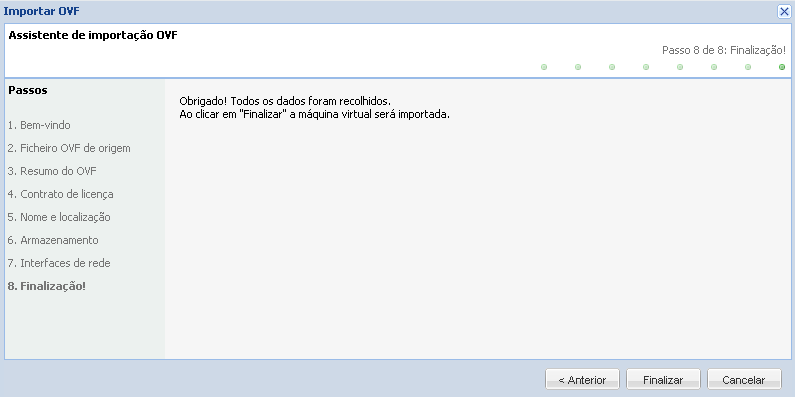 Importar OVF
Assistente de importação OVF
Passo 8 de 8: Finalização!
Passos
Obrigado! Todos os dados foram recolhidos.
Ao clicar em "Finalizar" a máquina virtual será importada.
1. Bem-vindo
2. Ficheiro OVF de origem
3. Resumo do OVF
4. Contrato de licença
5. Nome e localização
6. Armazenamento
7. Interfaces de rede
8. Finalização!
< Anterior
Finalizar
Cancelar